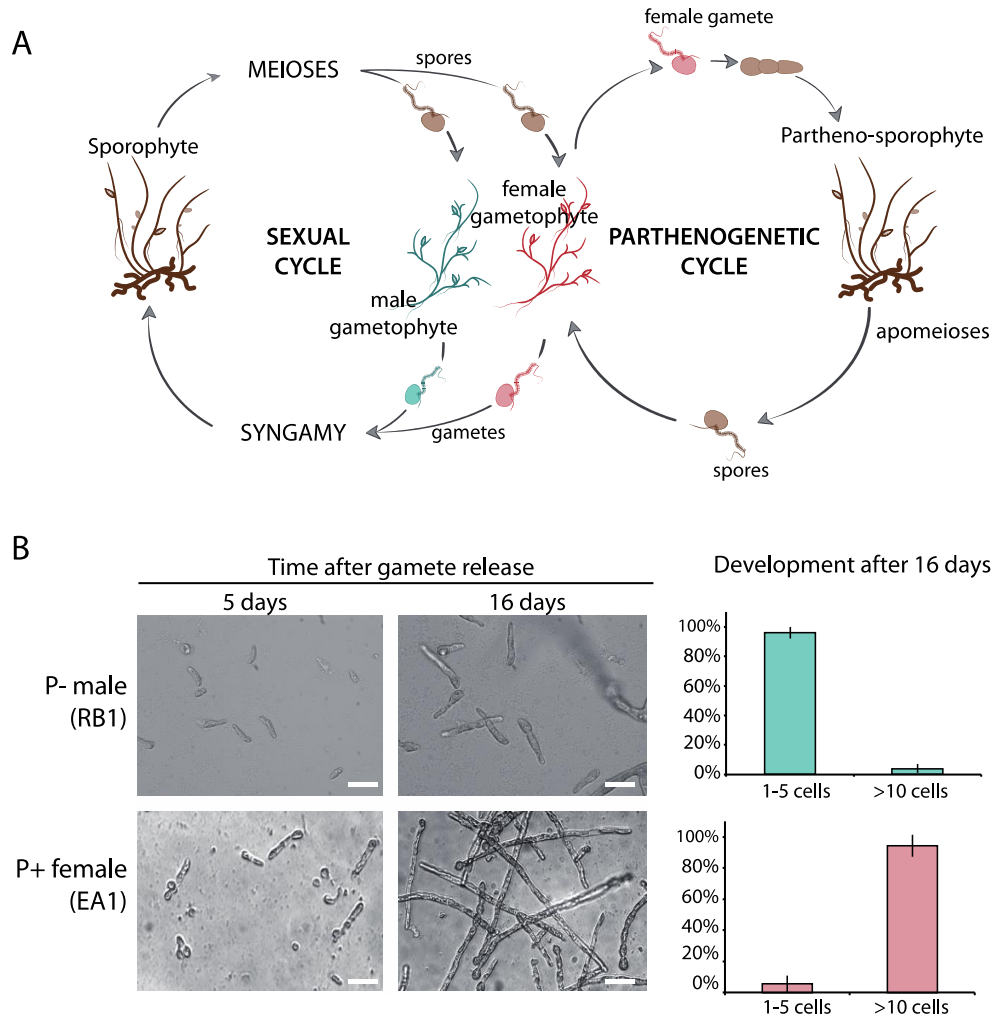 A
female gamete
MEIOSES
spores
Sporophyte
Partheno-sporophyte
female
gametophyte
SEXUAL
CYCLE
PARTHENOGENETIC
CYCLE
male
gametophyte
apomeioses
SYNGAMY
gametes
spores
B
Time after gamete release
5 days
16 days
Development after 16 days
P- male
(RB1)
100%
80%
60%
40%
20%
0%
1-5 cells
>10 cells
P+ female
(EA1)
100%
80%
60%
40%
20%
0%
1-5 cells
>10 cells